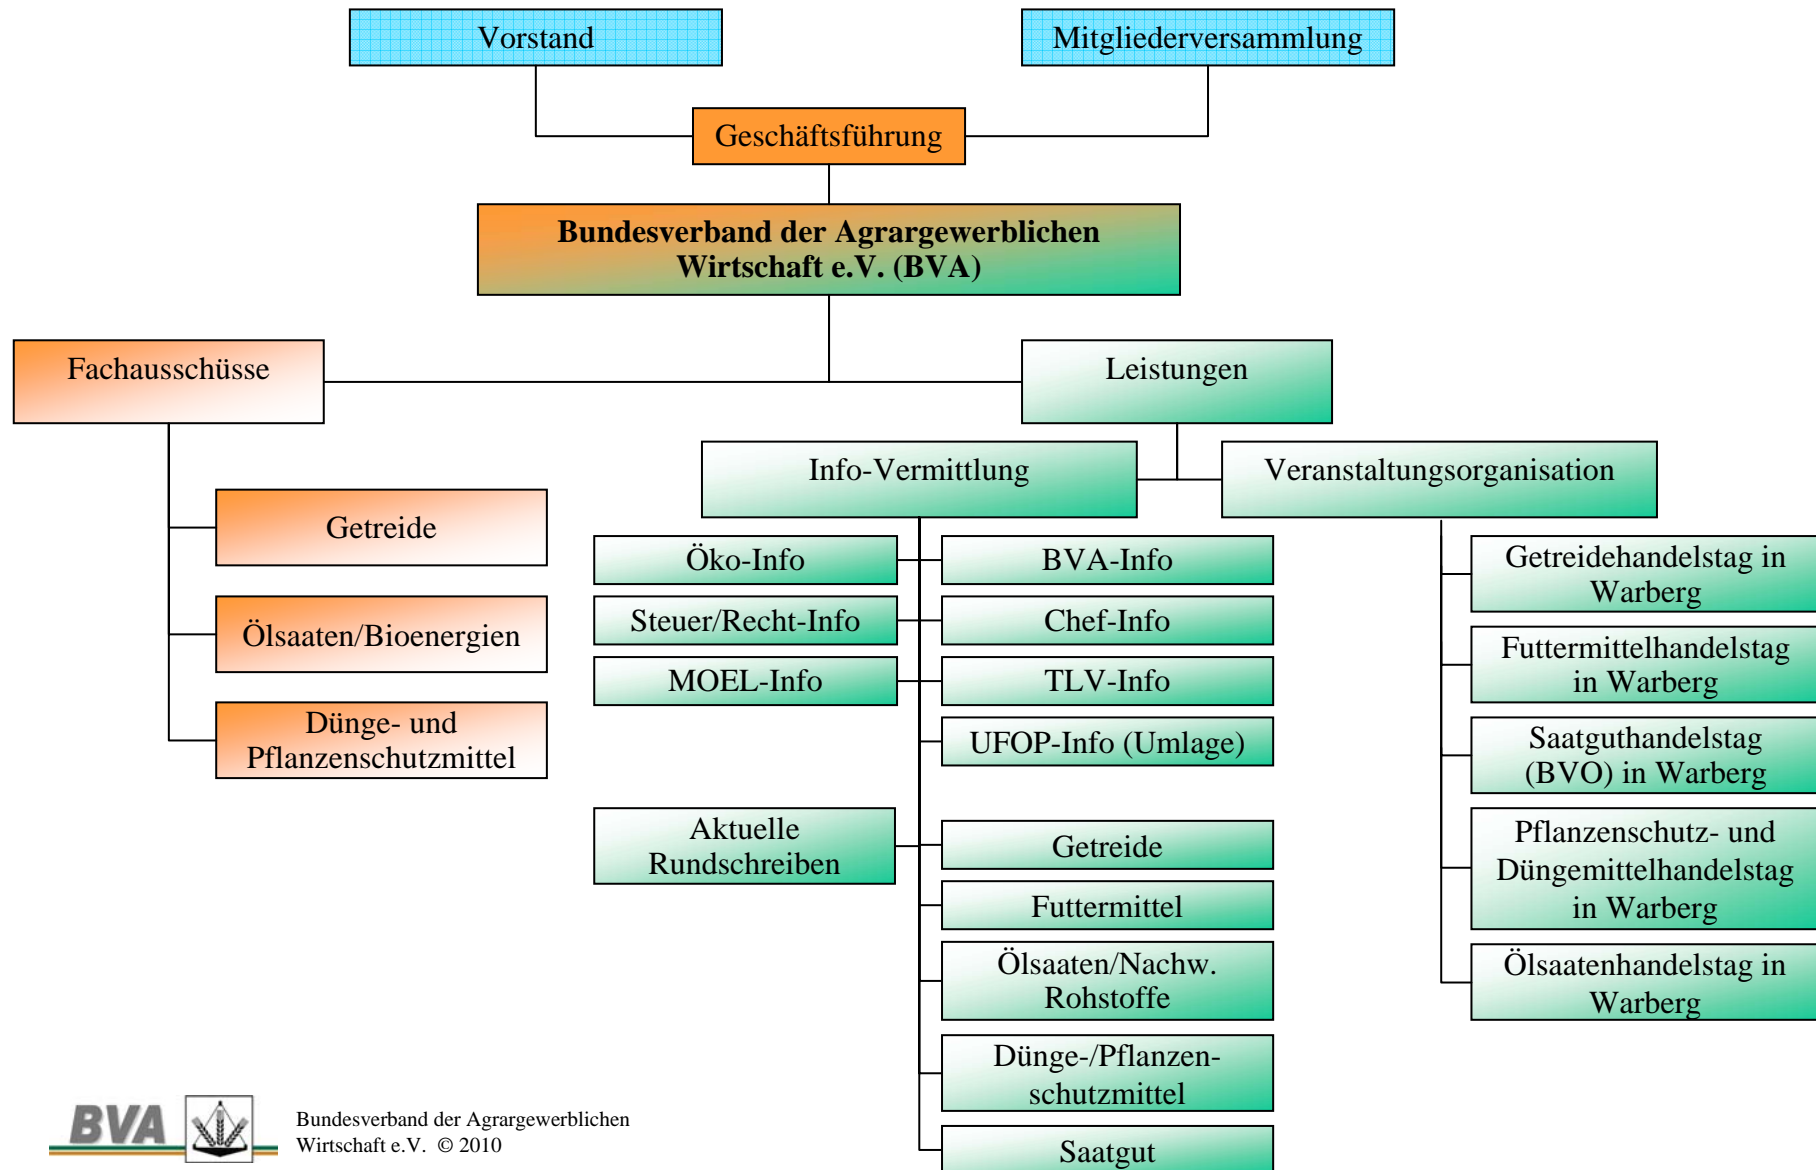 Vorstand
Mitgliederversammlung
Geschäftsführung
Bundesverband der Agrargewerblichen
Wirtschaft e.V. (BVA)
Fachausschüsse
Leistungen
Info-Vermittlung
Veranstaltungsorganisation
Getreide
Ölsaaten/Bioenergien
Dünge- und
Pflanzenschutzmittel
Öko-Info
BVA-Info
Steuer/Recht-Info
Chef-Info
MOEL-Info
TLV-Info
UFOP-Info (Umlage)
Aktuelle
Rundschreiben
Getreide
Futtermittel
Ölsaaten/Nachw.
Rohstoffe
Dünge-/Pflanzen-
schutzmittel
Saatgut
Getreidehandelstag in
Warberg
Futtermittelhandelstag
in Warberg
Saatguthandelstag
(BVO) in Warberg
Pflanzenschutz- und
Düngemittelhandelstag
in Warberg
Ölsaatenhandelstag in
Warberg
BVA
Bundesverband der Agrargewerblichen
Wirtschaft e.V. © 2010